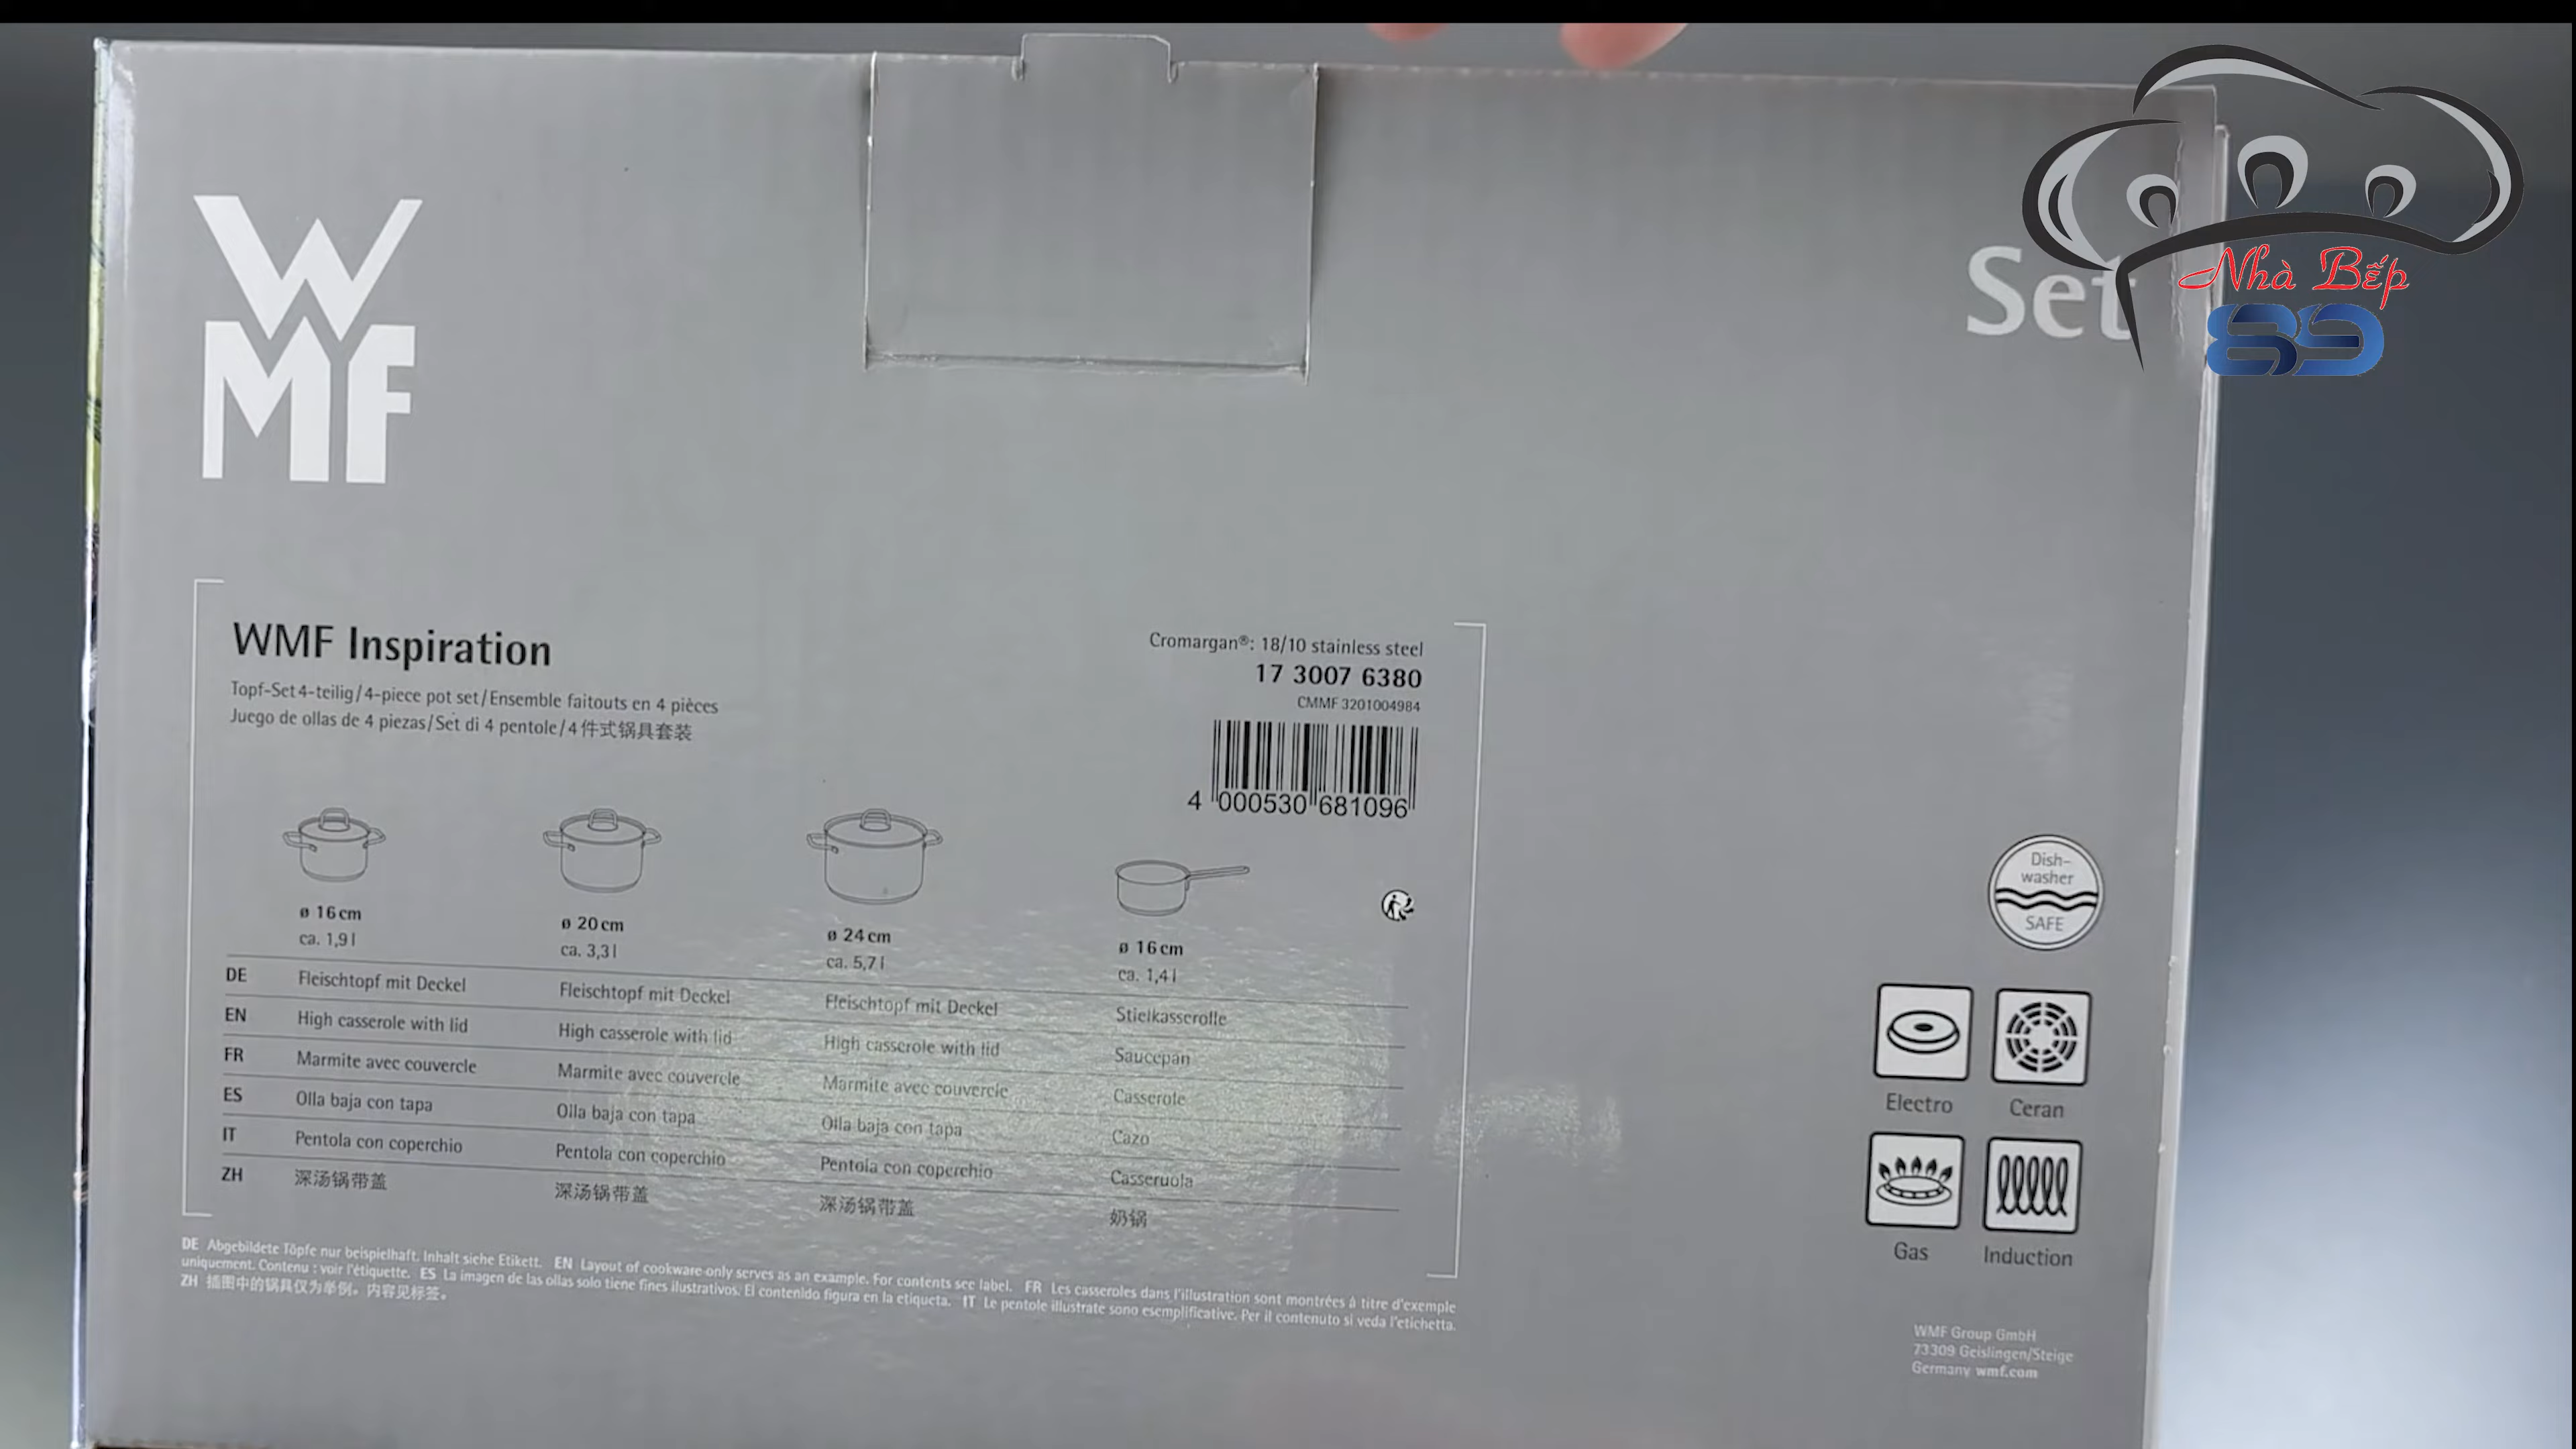 WMF
Set
Nhà Bếp
89
WMF Inspiration
Topf-Set 4-teilig/4-piece pot set/Ensemble faitouts en 4 pièces
Juego de ollas de 4 piezas/Set di 4 pentole/4件式锅具套装
Cromargan®: 18/10 stainless steel
17 3007 6380
CMMF 3201004984
4 000530 681096
ø 16 cm ø 20 cm ø 24 cm ø 16 cm
ca. 1,9 l ca. 3,3 l ca. 5,7 l ca. 1,4 l
DE Fleischtopf mit Deckel Fleischtopf mit Deckel Fleischtopf mit Deckel Stielkasserolle
EN High casserole with lid High casserole with lid High casserole with lid Saucepan
FR Marmite avec couvercle Marmite avec couvercle Marmite avec couvercle Casserole
ES Olla baja con tapa Olla baja con tapa Olla baja con tapa Cazo
IT Pentola con coperchio Pentola con coperchio Pentola con coperchio Casseruola
ZH 深汤锅带盖 深汤锅带盖 深汤锅带盖 奶锅
DE Abgebildete Töpfe nur beispielhaft. Inhalt siehe Etikett. EN Layout of cookware only serves as an example. For contents see label. FR Les casseroles dans l'illustration sont montrées à titre d'exemple
uniquement. Contenu : voir l'étiquette. ES La imagen de las ollas solo tiene fines ilustrativos. El contenido figura en la etiqueta. IT Le pentole illustrate sono esemplificative. Per il contenuto si veda l'etichetta.
ZH 插图中的锅具仅为举例。内容见标签。
Dish-
washer
SAFE
Electro Ceran
Gas Induction
WMF Group GmbH
73309 Geislingen/Steige
Germany wmf.com